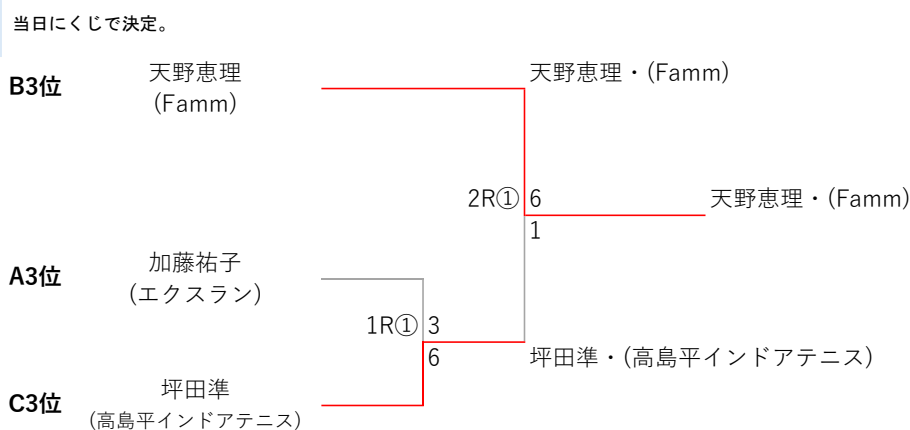 当日にくじで決定。
B3位
天野恵理
(Famm)
天野恵理・(Famm)
2R①
6
1
天野恵理・(Famm)
A3位
加藤祐子
(エクスラン)
1R①
3
6
坪田準・(高島平インドアテニス)
C3位
坪田準
(高島平インドアテニス)